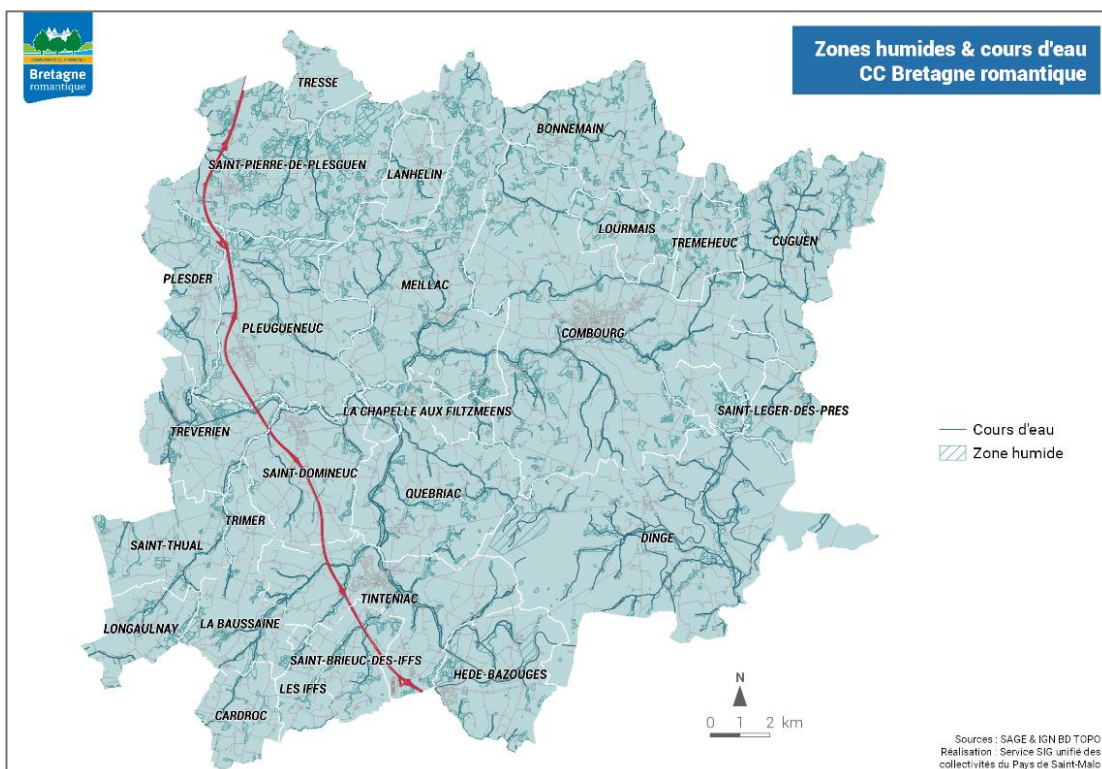 COMMUNAUTÉ DE COMMUNES
Bretagne
romantique
Zones humides & cours d'eau
CC Bretagne romantique
TRESSE
BONNEMAIN
SAINT-PIERRE-DE-PLESGUEN
LANHELIN
LOURMAIS
TREMEHEUC
CUGUEN
PLESDER
MEILLAC
PLEUGUENEUC
COMBOURG
LA CHAPELLE AUX FILTZMEENS
SAINT-LEGER-DES-PRES
TREVERIEN
SAINT-DOMINEUC
QUEBRIAC
TRIMER
SAINT-THUAL
DINGE
TINTENIAC
LONGAULNAY
LA BAUSSAINE
SAINT-BRIEUC-DES-IFFS
HEDE-BAZOUGES
LES IFFS
CARDROC
Cours d'eau
Zone humide
N
0 1 2 km
Sources : SAGE & IGN BD TOPO
Réalisation : Service SIG unifié des
collectivités du Pays de Saint-Malo